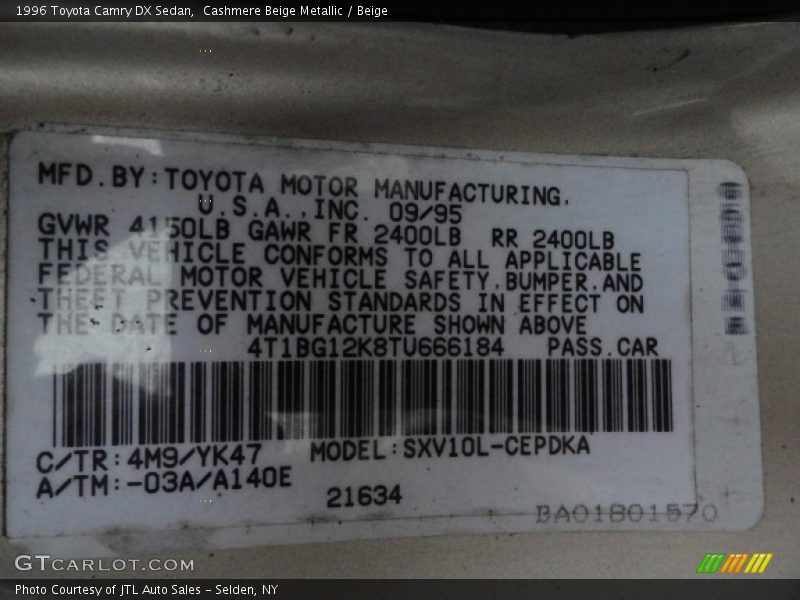 1996 Toyota Camry DX Sedan,  Cashmere Beige Metallic / Beige
MFD.BY:TOYOTA MOTOR MANUFACTURING,
U.S.A.,INC. 09/95
GVWR 4150LB GAWR FR 2400LB RR 2400LB
THIS VEHICLE CONFORMS TO ALL APPLICABLE
FEDERAL MOTOR VEHICLE SAFETY,BUMPER,AND
THEFT PREVENTION STANDARDS IN EFFECT ON
THE DATE OF MANUFACTURE SHOWN ABOVE
4T1BG12K8TU666184 PASS.CAR
C/TR:4M9/YK47 MODEL:SXV10L-CEPDKA
A/TM:-03A/A140E
21634
BA01801570
GTCARLOT.COM
Photo Courtesy of JTL Auto Sales - Selden, NY